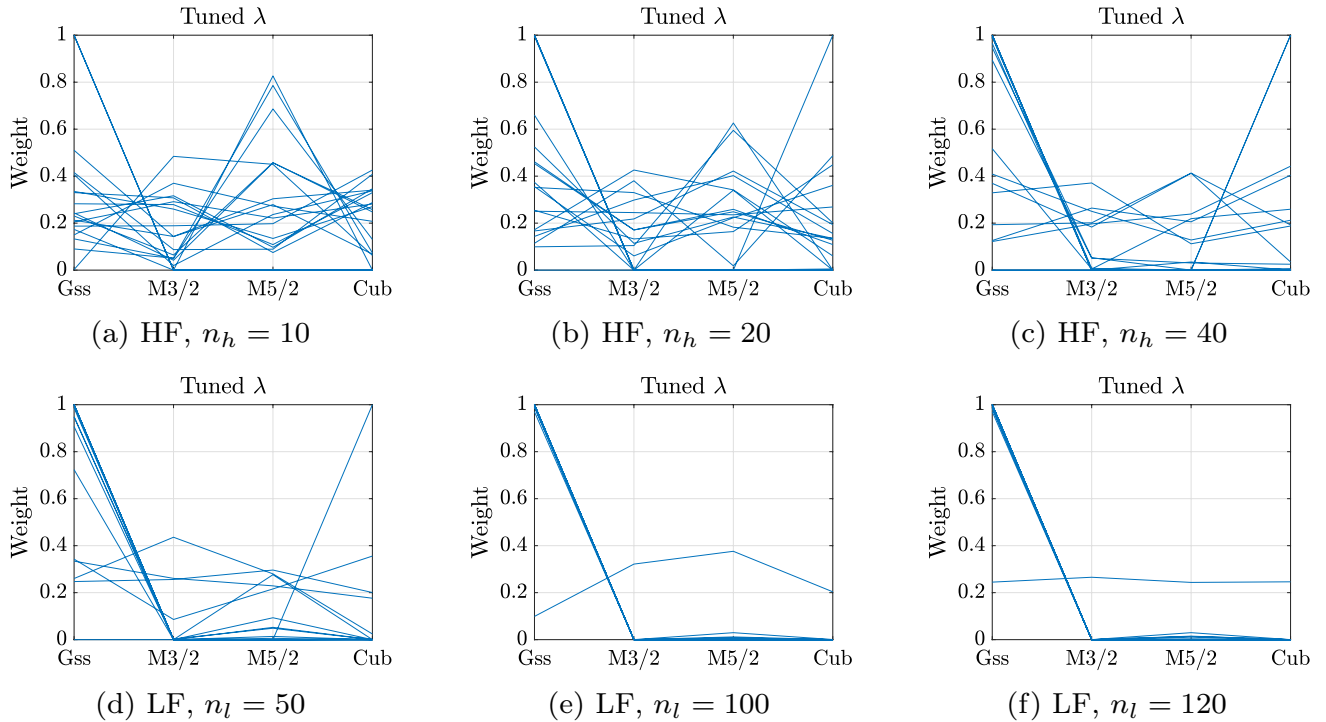 Tuned λ
Tuned λ
Tuned λ
Weight
1
0.8
0.6
0.4
0.2
0
Gss M3/2 M5/2 Cub
Weight
1
0.8
0.6
0.4
0.2
0
Gss M3/2 M5/2 Cub
Weight
1
0.8
0.6
0.4
0.2
0
Gss M3/2 M5/2 Cub
(a) HF, n_h = 10
(b) HF, n_h = 20
(c) HF, n_h = 40
Tuned λ
Tuned λ
Tuned λ
Weight
1
0.8
0.6
0.4
0.2
0
Gss M3/2 M5/2 Cub
Weight
1
0.8
0.6
0.4
0.2
0
Gss M3/2 M5/2 Cub
Weight
1
0.8
0.6
0.4
0.2
0
Gss M3/2 M5/2 Cub
(d) LF, n_l = 50
(e) LF, n_l = 100
(f) LF, n_l = 120